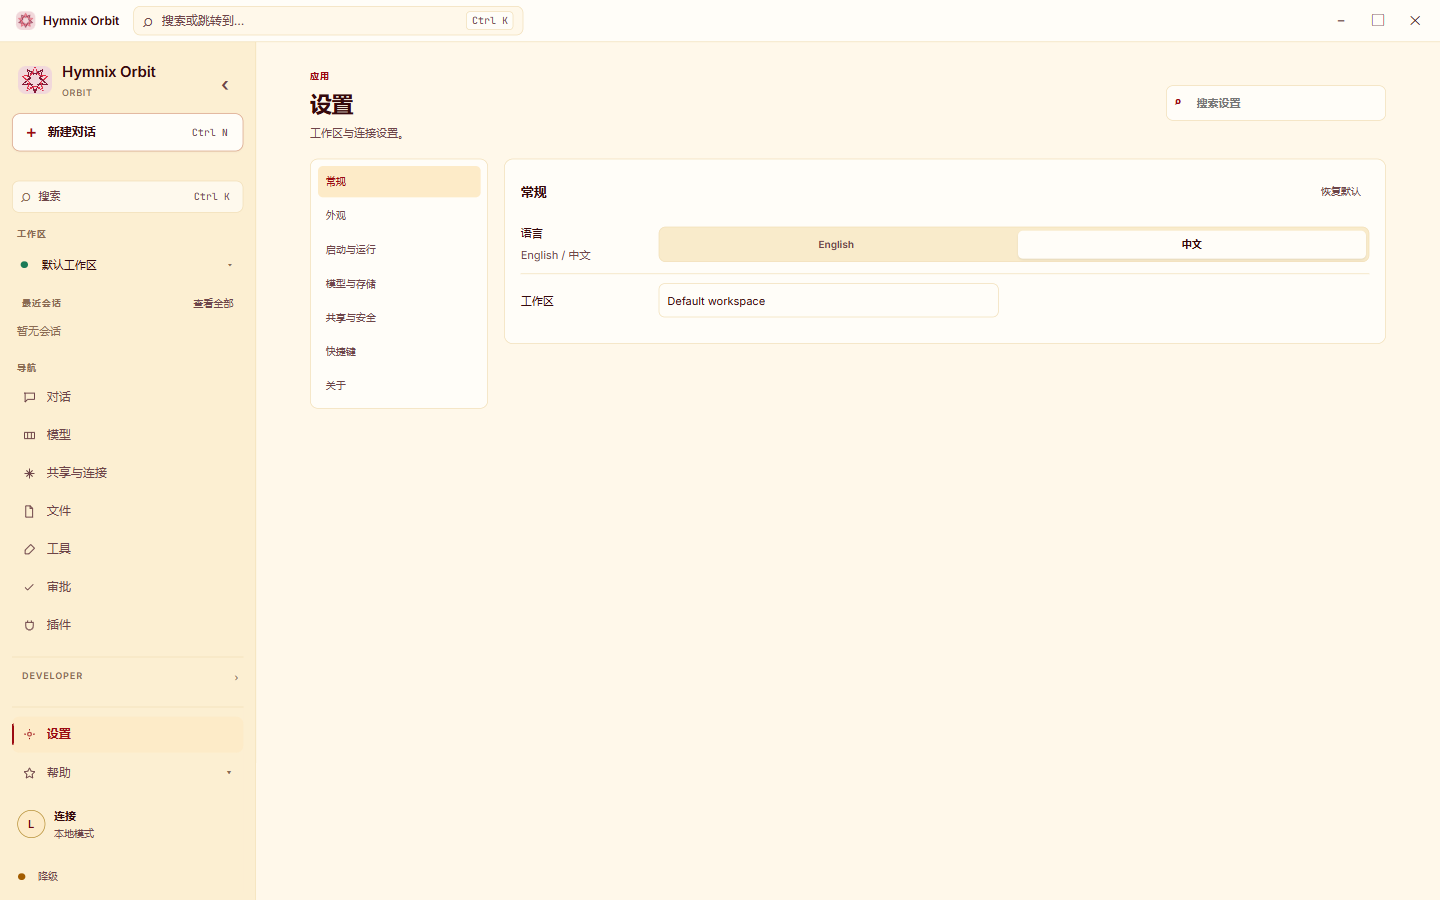 Hymnix Orbit
搜索或跳转到...
Ctrl K
Hymnix Orbit
ORBIT
新建对话
Ctrl N
搜索
Ctrl K
工作区
默认工作区
最近会话
查看全部
暂无会话
导航
对话
模型
共享与连接
文件
工具
审批
插件
DEVELOPER
设置
帮助
L
连接
本地模式
降级
应用
设置
工作区与连接设置。
搜索设置
常规
外观
启动与运行
模型与存储
共享与安全
快捷键
关于
常规
恢复默认
语言
English / 中文
English
中文
工作区
Default workspace